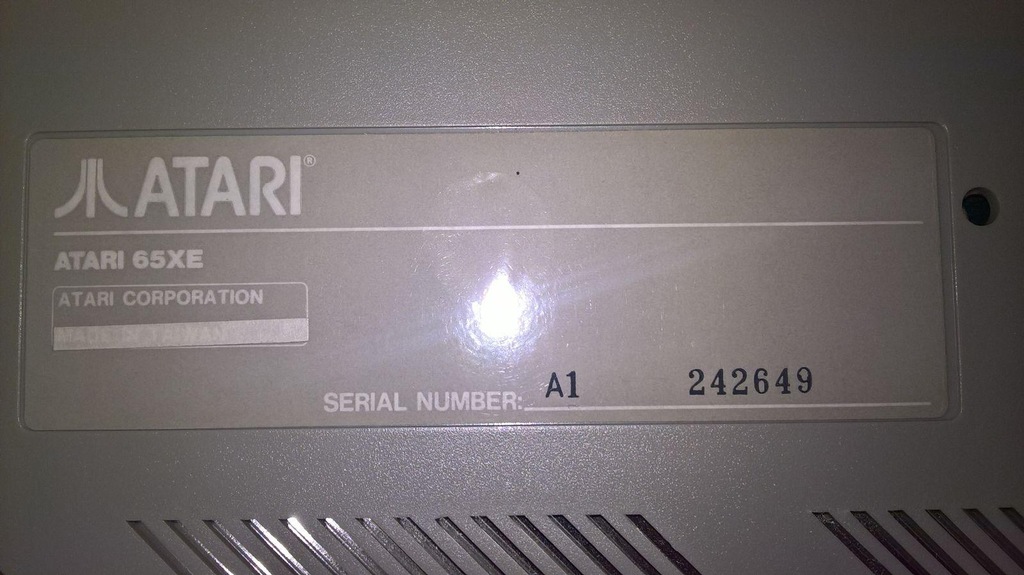 ATARI®
ATARI 65XE
ATARI CORPORATION
SERIAL NUMBER: A1 242649